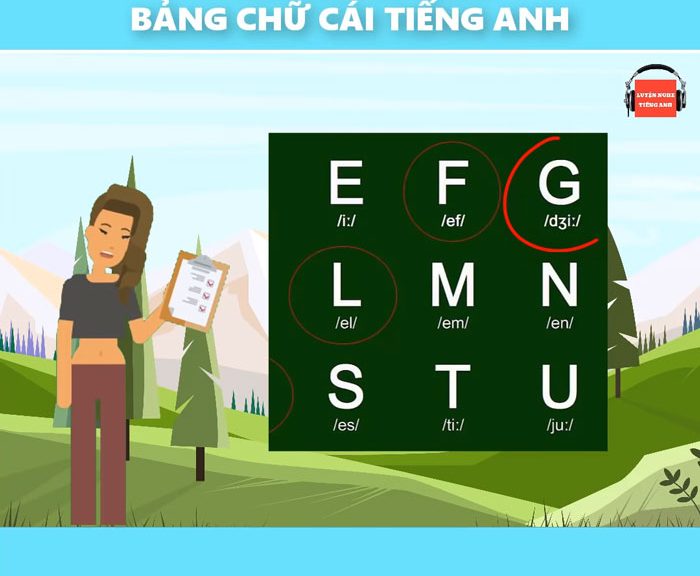 BẢNG CHỮ CÁI TIẾNG ANH
LUYỆN NGHE
TIẾNG ANH
E F G
/i:/ /ef/ /dʒi:/
L M N
/el/ /em/ /en/
S T U
/es/ /ti:/ /ju:/